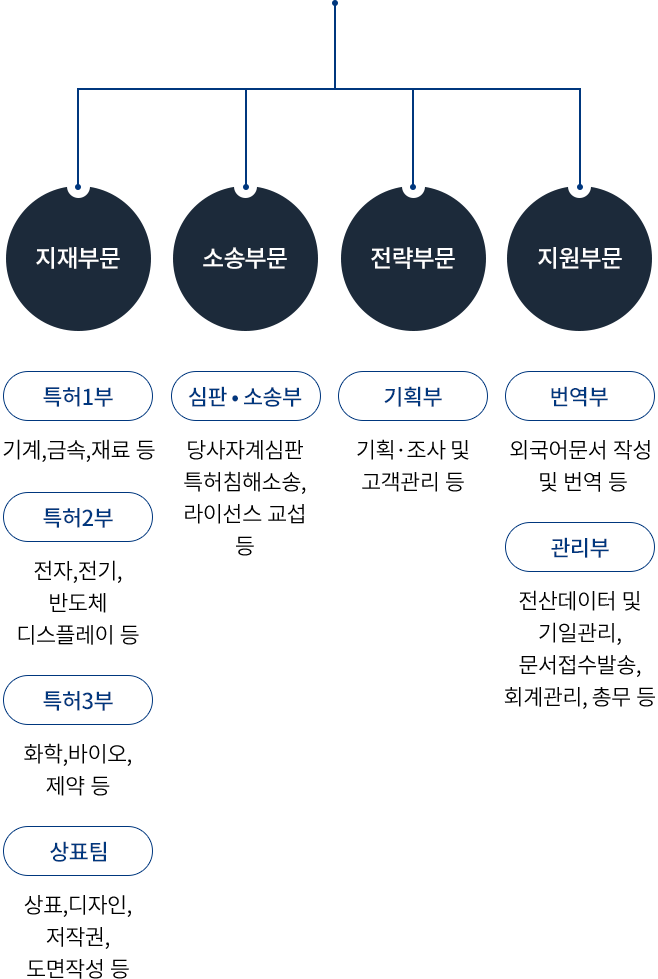 지재부문
특허1부
기계,금속,재료 등
특허2부
전자,전기,
반도체
디스플레이 등
특허3부
화학,바이오,
제약 등
상표팀
상표,디자인,
저작권,
도면작성 등
소송부문
심판 • 소송부
당사자계심판
특허침해소송,
라이선스 교섭
등
전략부문
기획부
기획·조사 및
고객관리 등
지원부문
번역부
외국어문서 작성
및 번역 등
관리부
전산데이터 및
기일관리,
문서접수발송,
회계관리, 총무 등